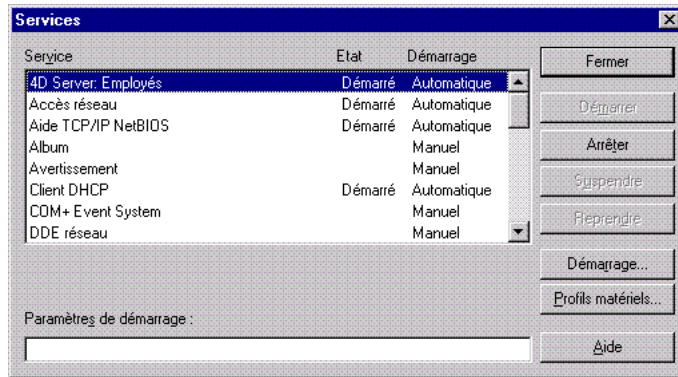 Services
Service Etat Démarrage
4D Server: Employés Démarré Automatique
Accès réseau Démarré Automatique
Aide TCP/IP NetBIOS Démarré Automatique
Album Manuel
Avertissement Manuel
Client DHCP Démarré Automatique
COM+ Event System Manuel
DDE réseau Manuel
Fermer
Démarrer
Arrêter
Suspendre
Reprendre
Démarrage...
Profils matériels...
Paramètres de démarrage :
Aide